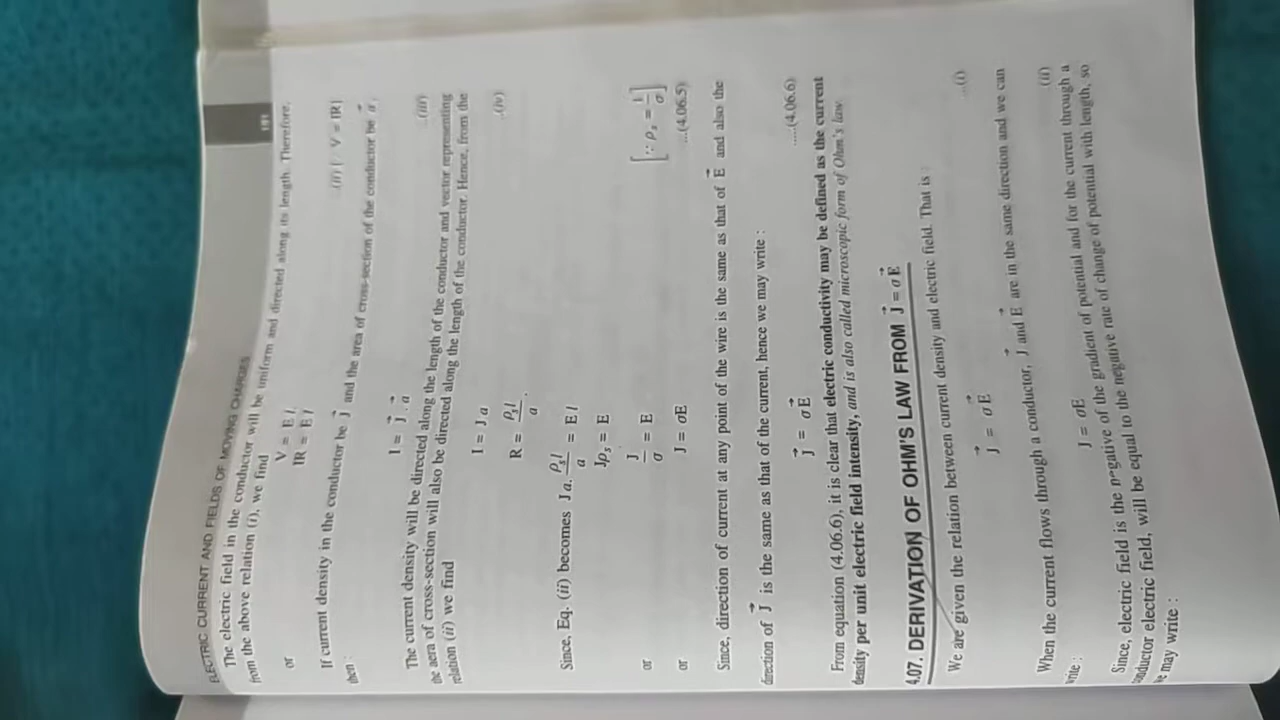 ELECTRIC CURRENT AND FIELDS OF MOVING CHARGES 181
The electric field in the conductor will be uniform and directed along its length. Therefore,
from the above relation (i), we find
V = E l
or IR = E l ...(ii) [∵ V = IR]
If current density in the conductor be J⃗ and the area of cross-section of the conductor be a⃗,
then :
I = J⃗ . a⃗ ...(iii)
The current density will be directed along the length of the conductor and vector representing
the aera of cross-section will also be directed along the length of the conductor. Hence, from the
relation (ii) we find
I = J.a ...(iv)
R = ρₛl / a .
Since, Eq. (ii) becomes J a. ρₛl / a = E l
Jρₛ = E
or J / σ = E [∵ ρₛ = 1 / σ]
or J = σE ...(4.06.5)
Since, direction of current at any point of the wire is the same as that of E⃗ and also the
direction of J⃗ is the same as that of the current, hence we may write :
J⃗ = σE⃗ .....(4.06.6)
From equation (4.06.6), it is clear that electric conductivity may be defined as the current
density per unit electric field intensity, and is also called microscopic form of Ohm's law.
4.07. DERIVATION OF OHM'S LAW FROM J⃗ = σE⃗
We are given the relation between current density and electric field. That is :
J⃗ = σE⃗ ...(i)
When the current flows through a conductor, J⃗ and E⃗ are in the same direction and we can
write :
J = σE (ii)
Since, electric field is the negative of the gradient of potential and for the current through a
conductor electric field, will be equal to the negative rate of change of potential with length, so
we may write :